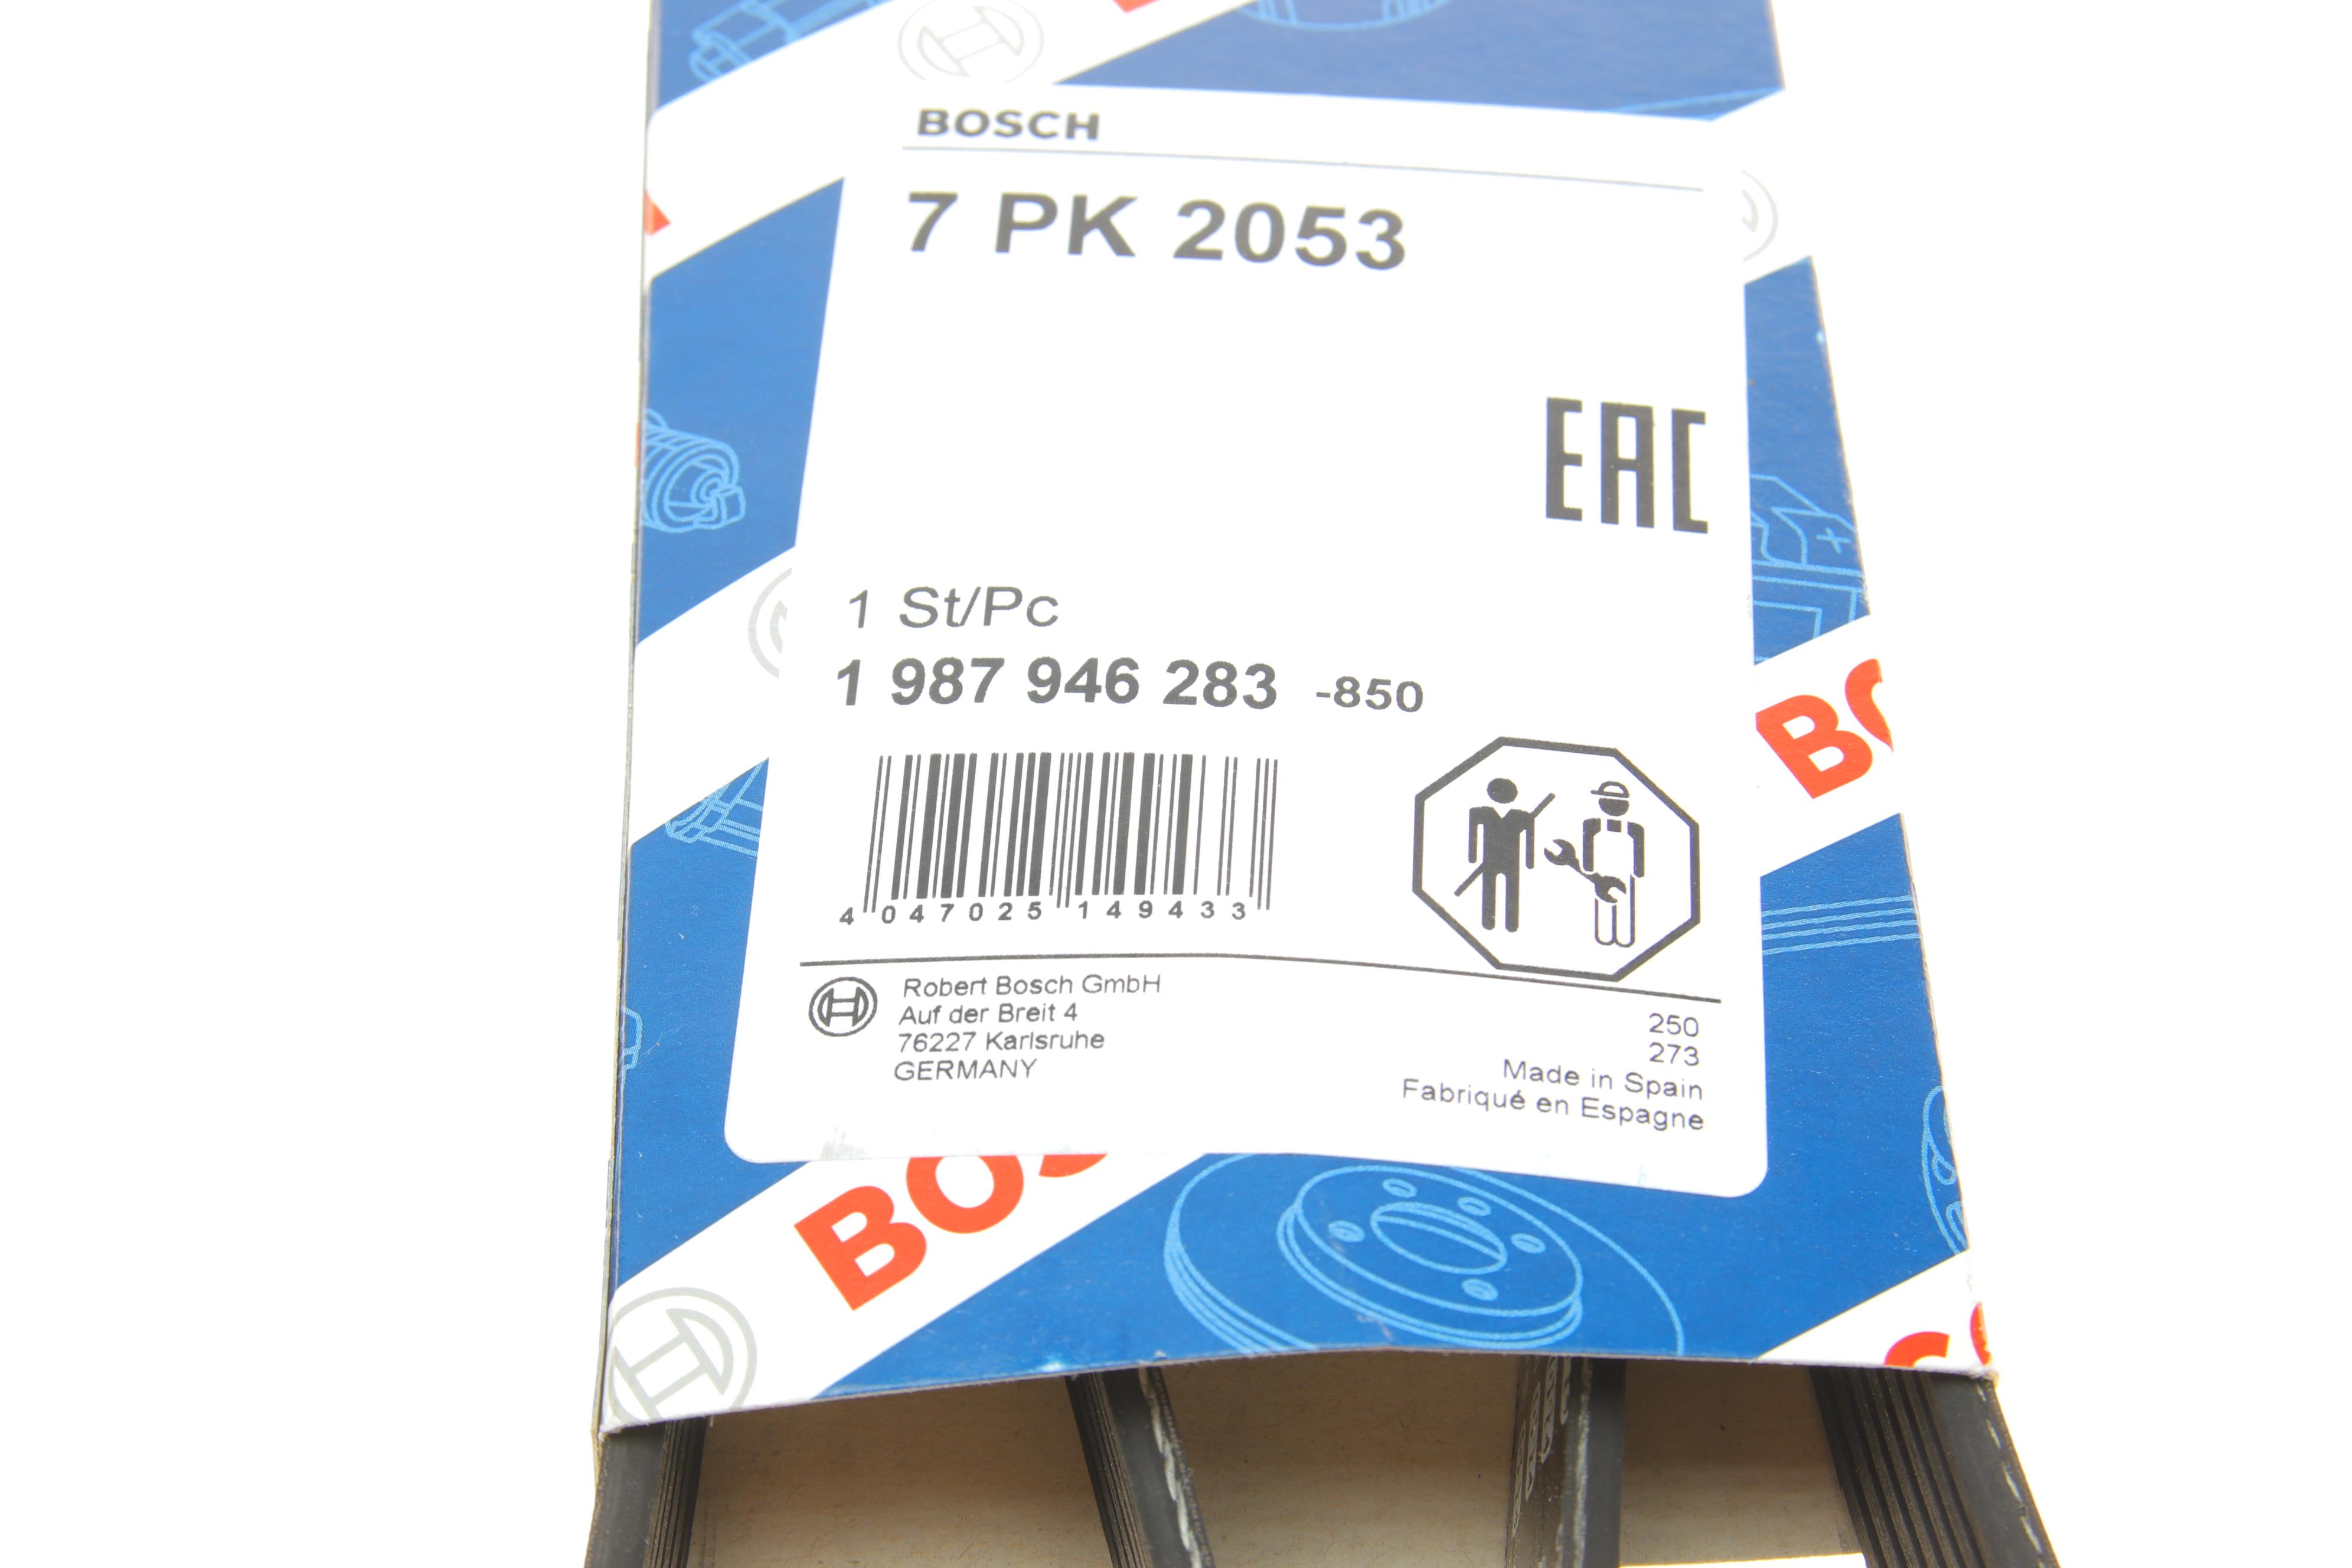 BOSCH
7 PK 2053
EAC
1 St/Pc
1 987 946 283 -850
4 047025 149433
Robert Bosch GmbH
Auf der Breit 4
76227 Karlsruhe
GERMANY
250
273
Made in Spain
Fabriqué en Espagne